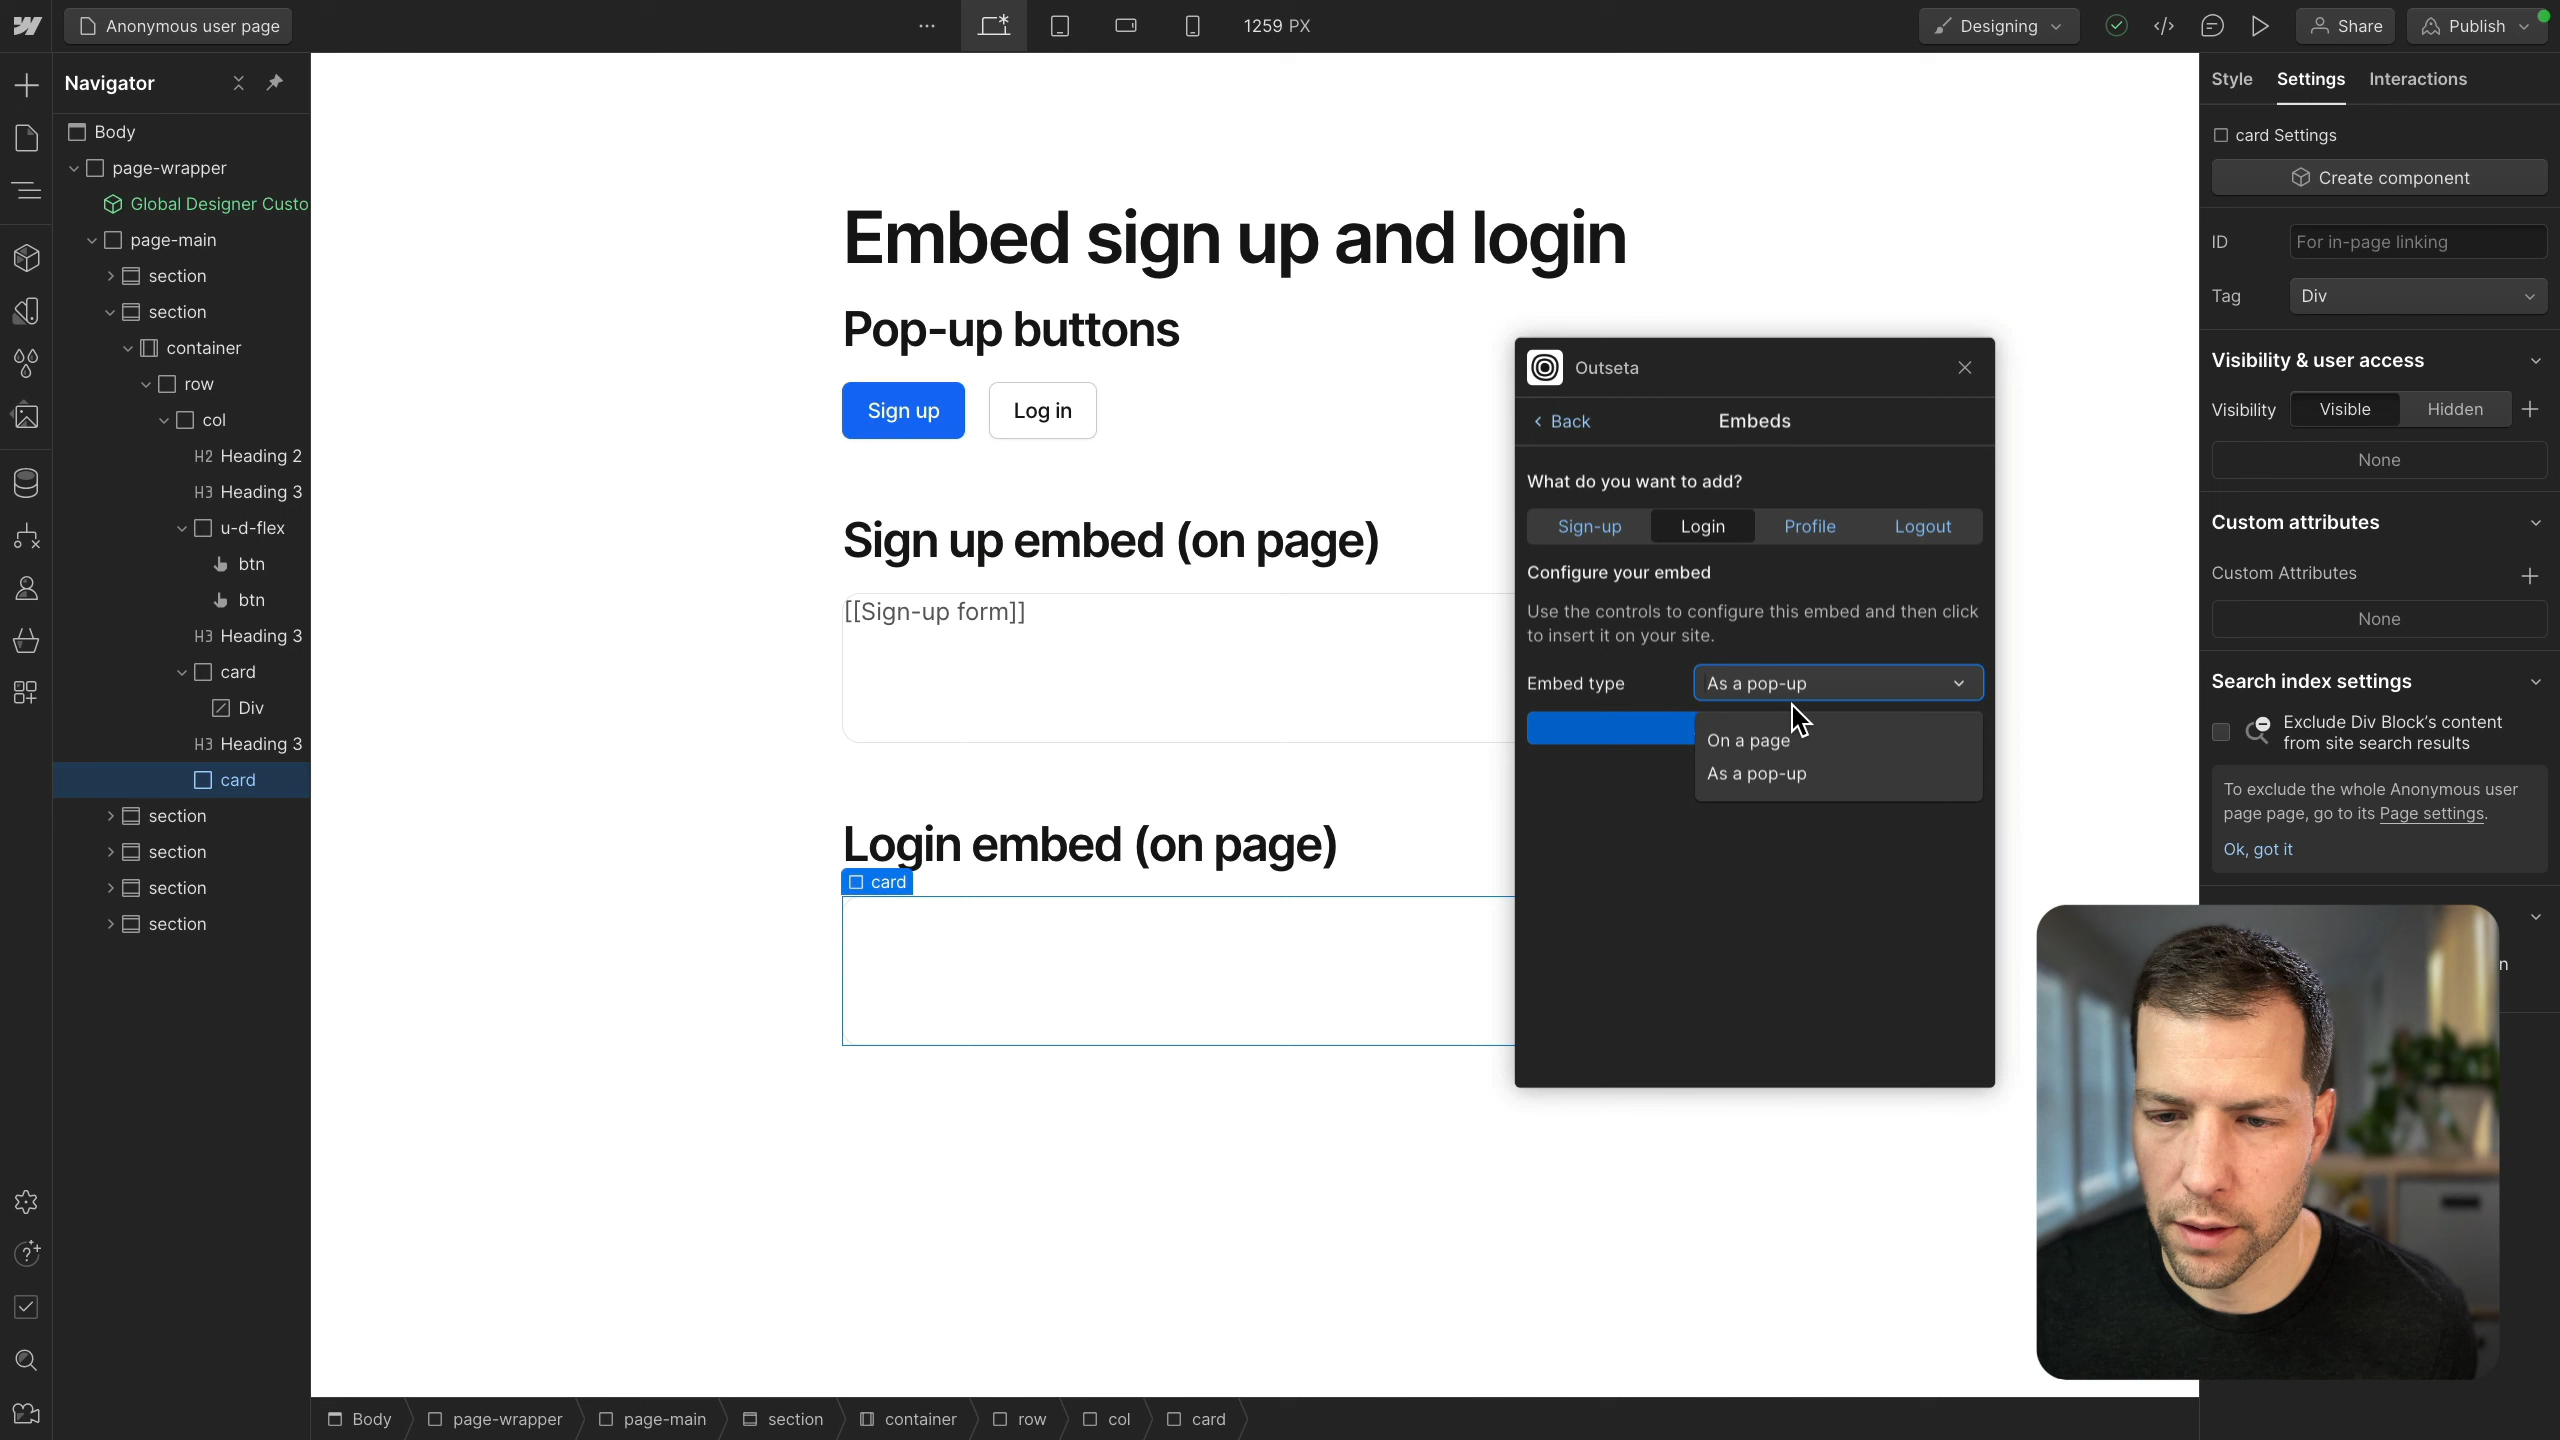 Anonymous user page
1259 PX
Designing
Share
Publish
Navigator
Body
page-wrapper
Global Designer Custo
page-main
section
section
container
row
col
H2 Heading 2
H3 Heading 3
u-d-flex
btn
btn
H3 Heading 3
card
Div
H3 Heading 3
card
section
section
section
section
Embed sign up and login
Pop-up buttons
Sign up
Log in
Sign up embed (on page)
[[Sign-up form]]
Login embed (on page)
card
Outseta
Back
Embeds
What do you want to add?
Sign-up
Login
Profile
Logout
Configure your embed
Use the controls to configure this embed and then click
to insert it on your site.
Embed type
As a pop-up
On a page
As a pop-up
Style
Settings
Interactions
card Settings
Create component
ID
For in-page linking
Tag
Div
Visibility & user access
Visibility
Visible
Hidden
None
Custom attributes
Custom Attributes
None
Search index settings
Exclude Div Block's content
from site search results
To exclude the whole Anonymous user
page page, go to its Page settings.
Ok, got it
n
Body
page-wrapper
page-main
section
container
row
col
card